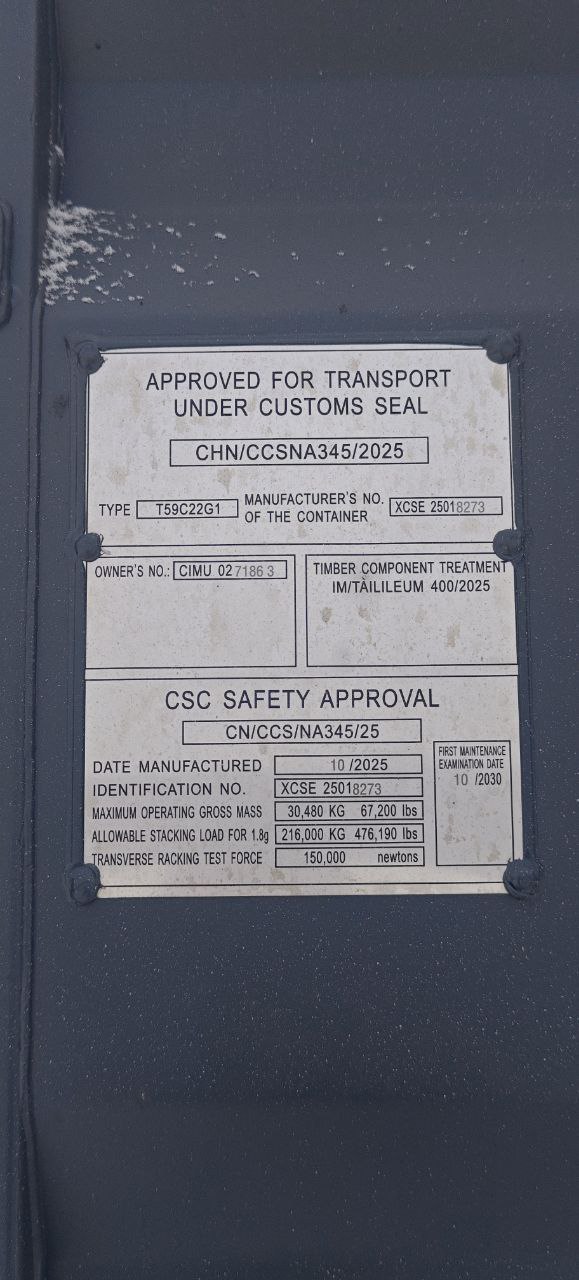 APPROVED FOR TRANSPORT
UNDER CUSTOMS SEAL
CHN/CCSNA345/2025
TYPE T59C22G1 MANUFACTURER'S NO. OF THE CONTAINER XCSE 25018273
OWNER'S NO.: CIMU 027186 3
TIMBER COMPONENT TREATMENT
IM/TAILILEUM 400/2025
CSC SAFETY APPROVAL
CN/CCS/NA345/25
DATE MANUFACTURED 10 /2025
IDENTIFICATION NO. XCSE 25018273
MAXIMUM OPERATING GROSS MASS 30,480 KG 67,200 lbs
ALLOWABLE STACKING LOAD FOR 1.8g 216,000 KG 476,190 lbs
TRANSVERSE RACKING TEST FORCE 150,000 newtons
FIRST MAINTENANCE
EXAMINATION DATE
10 /2030